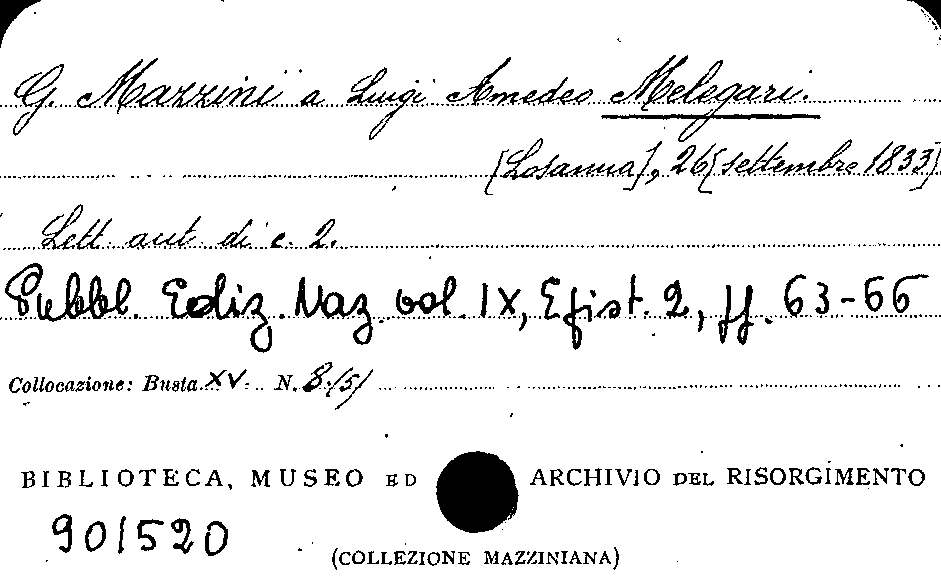 G. Mazzini a Luigi Amedeo Melegari.
[Losanna], 26 [settembre 1833]
Lett. aut. di c. 2.
Pubbl. Ediz. Naz. vol. IX, Epist. 2, pp. 63-66
Collocazione: Busta XV. N. 8/5/
BIBLIOTECA, MUSEO ED ARCHIVIO DEL RISORGIMENTO
901520
(COLLEZIONE MAZZINIANA)